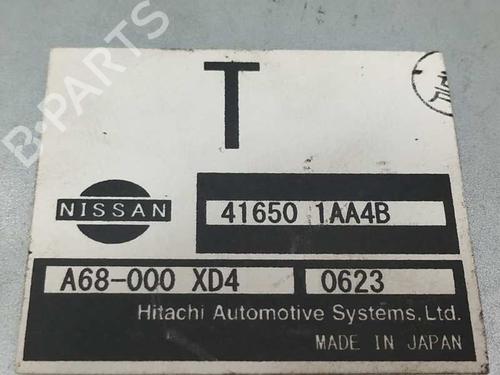 T
NISSAN
41650 1AA4B
A68-000 XD4 0623
Hitachi Automotive Systems,Ltd.
MADE IN JAPAN
B-PARTS